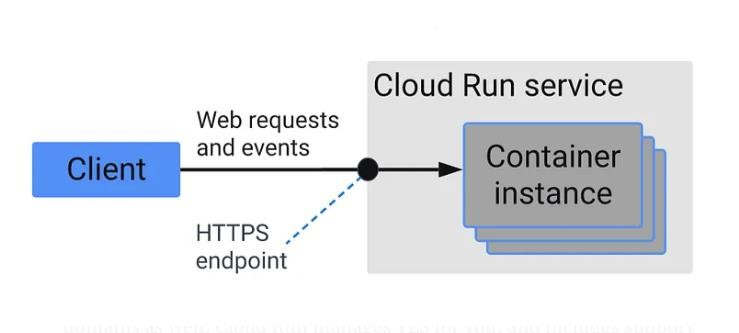 Cloud Run service
Web requests
and events
Client
Container
instance
HTTPS
endpoint